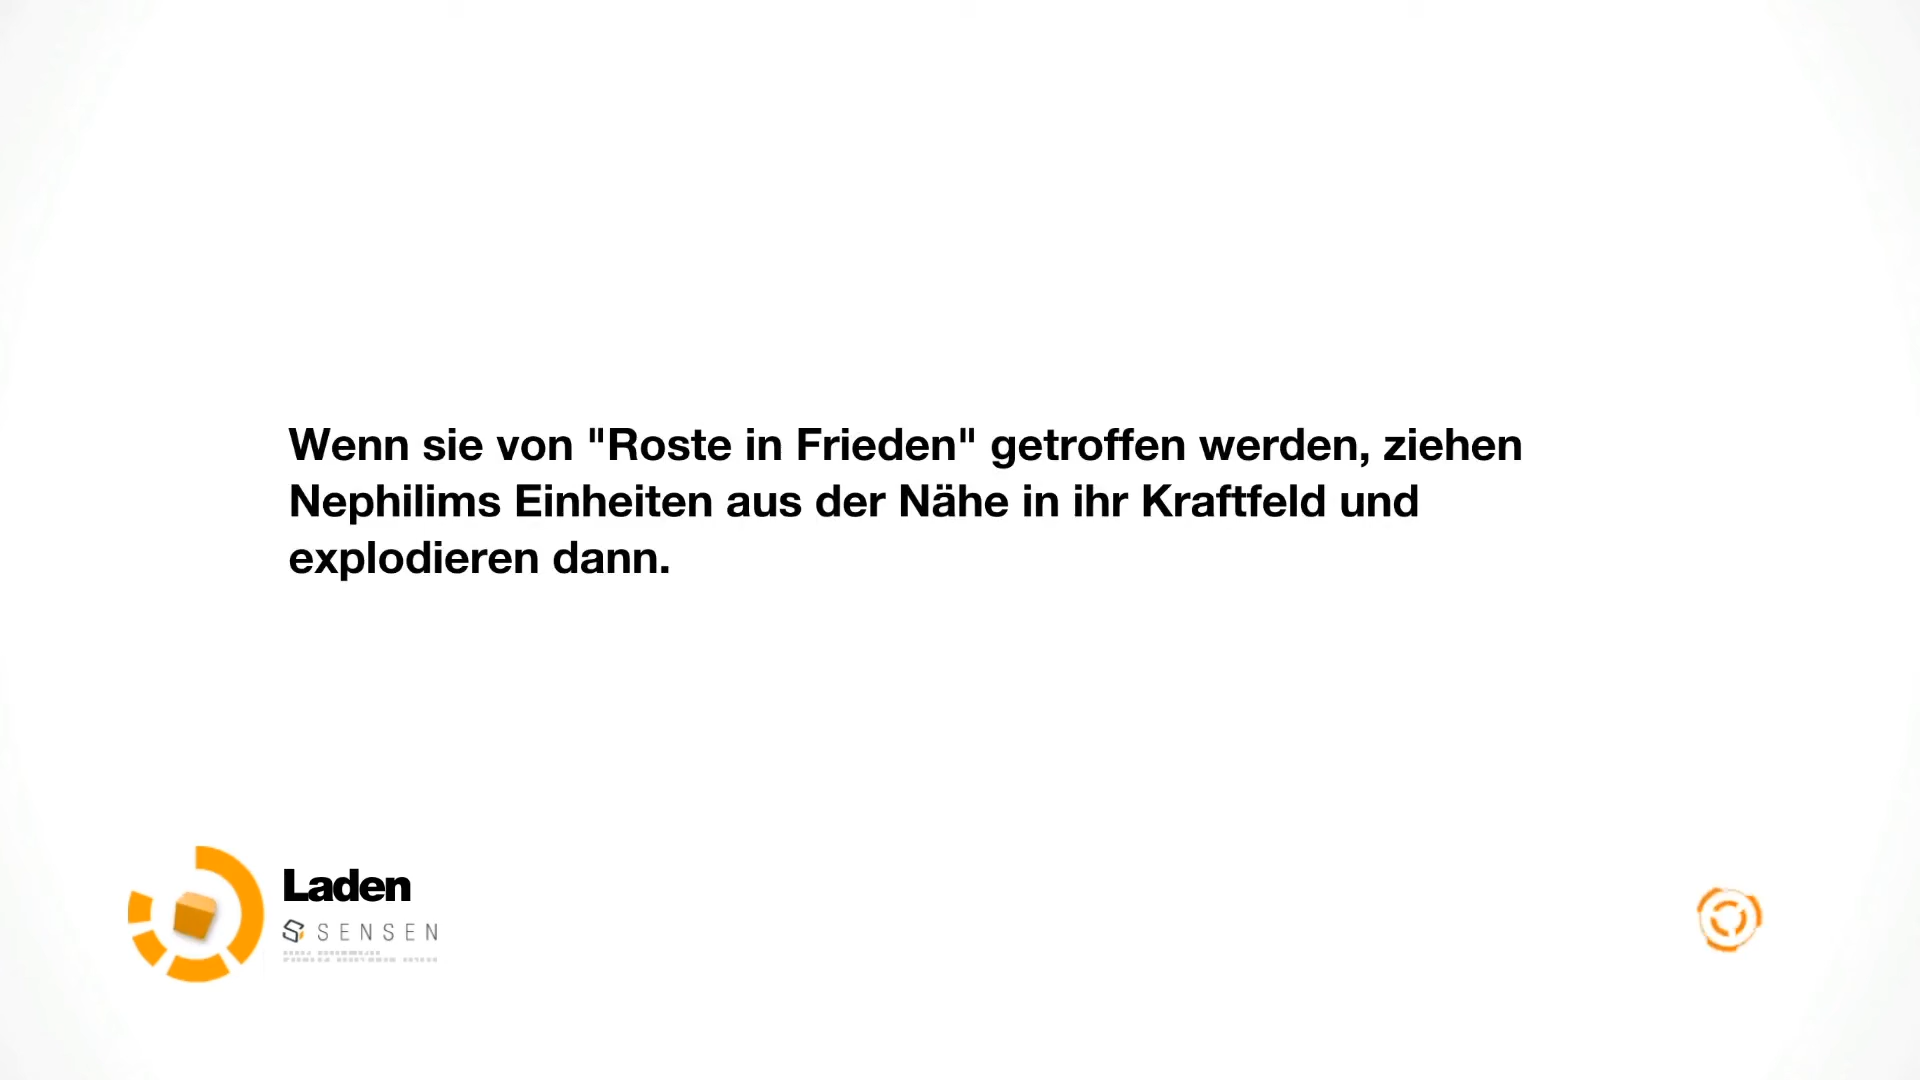 Wenn sie von "Roste in Frieden" getroffen werden, ziehen
Nephilims Einheiten aus der Nähe in ihr Kraftfeld und
explodieren dann.
Laden
SENSEN